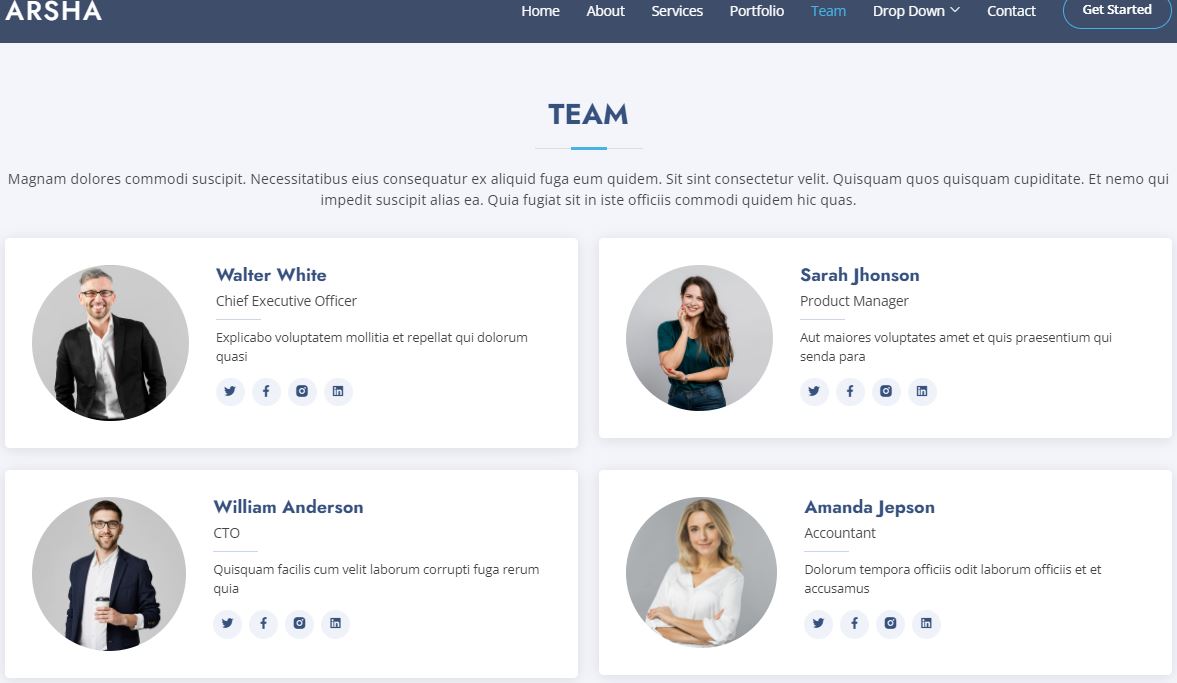 ARSHA
Home About Services Portfolio Team Drop Down Contact Get Started
TEAM
Magnam dolores commodi suscipit. Necessitatibus eius consequatur ex aliquid fuga eum quidem. Sit sint consectetur velit. Quisquam quos quisquam cupiditate. Et nemo qui
impedit suscipit alias ea. Quia fugiat sit in iste officiis commodi quidem hic quas.
Walter White
Chief Executive Officer
Explicabo voluptatem mollitia et repellat qui dolorum
quasi
Sarah Jhonson
Product Manager
Aut maiores voluptates amet et quis praesentium qui
senda para
William Anderson
CTO
Quisquam facilis cum velit laborum corrupti fuga rerum
quia
Amanda Jepson
Accountant
Dolorum tempora officiis odit laborum officiis et et
accusamus